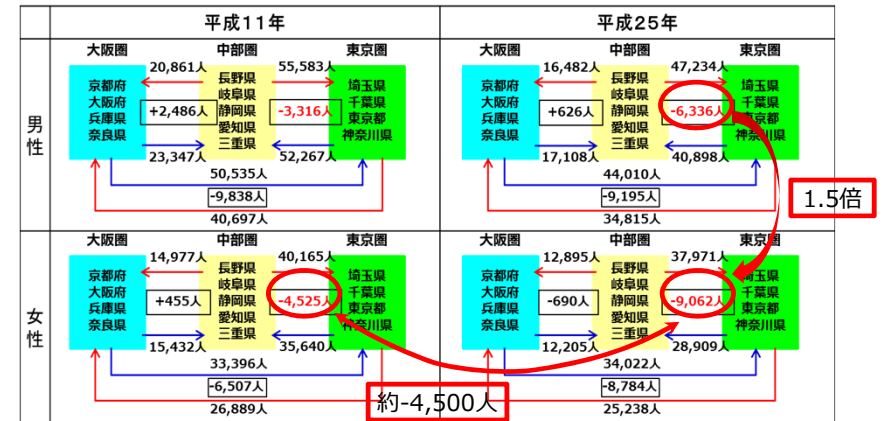 平成11年
平成25年
男性
大阪圏 中部圏 東京圏
20,861人 55,583人
京都府
大阪府
兵庫県
奈良県
長野県
岐阜県
静岡県
愛知県
三重県
埼玉県
千葉県
東京都
神奈川県
+2,486人 -3,316人
23,347人 52,267人
50,535人
-9,838人
40,697人
大阪圏 中部圏 東京圏
16,482人 47,234人
京都府
大阪府
兵庫県
奈良県
長野県
岐阜県
静岡県
愛知県
三重県
埼玉県
千葉県
東京都
神奈川県
+626人 -6,336人
17,108人 40,898人
44,010人
-9,195人
34,815人
1.5倍
女性
大阪圏 中部圏 東京圏
14,977人 40,165人
京都府
大阪府
兵庫県
奈良県
長野県
岐阜県
静岡県
愛知県
三重県
埼玉県
千葉県
東京都
神奈川県
+455人 -4,525人
15,432人 35,640人
33,396人
-6,507人
26,889人
大阪圏 中部圏 東京圏
12,895人 37,971人
京都府
大阪府
兵庫県
奈良県
長野県
岐阜県
静岡県
愛知県
三重県
埼玉県
千葉県
東京都
神奈川県
-690人 -9,062人
12,205人 28,909人
34,022人
-8,784人
25,238人
約-4,500人